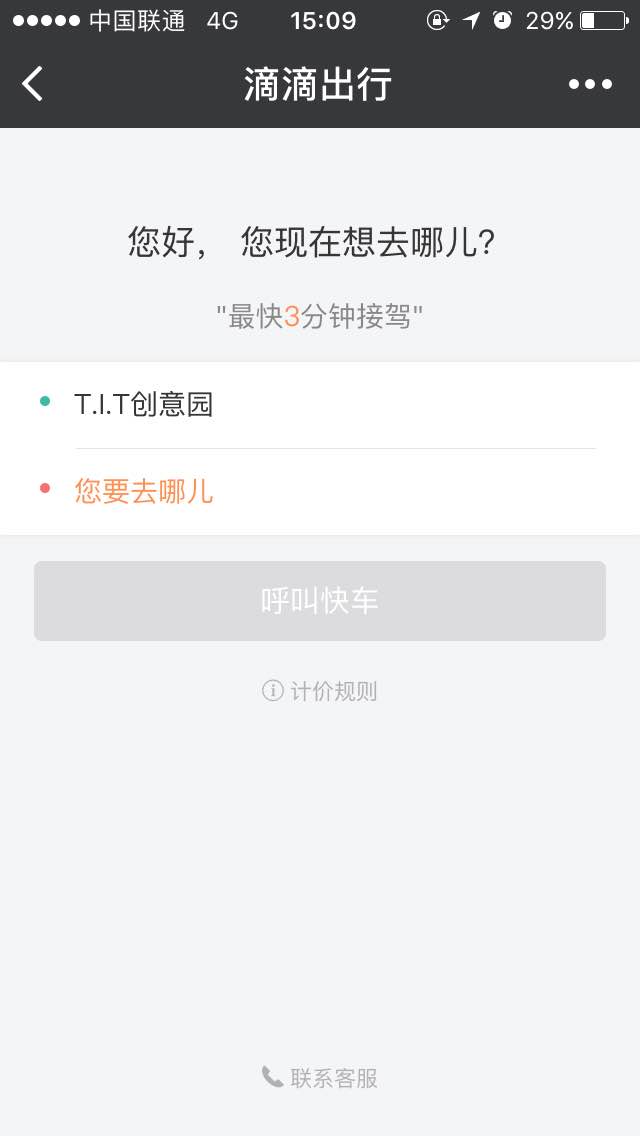 中国联通 4G 15:09 29%
滴滴出行
您好， 您现在想去哪儿?
"最快3分钟接驾"
T.I.T创意园
您要去哪儿
呼叫快车
计价规则
联系客服